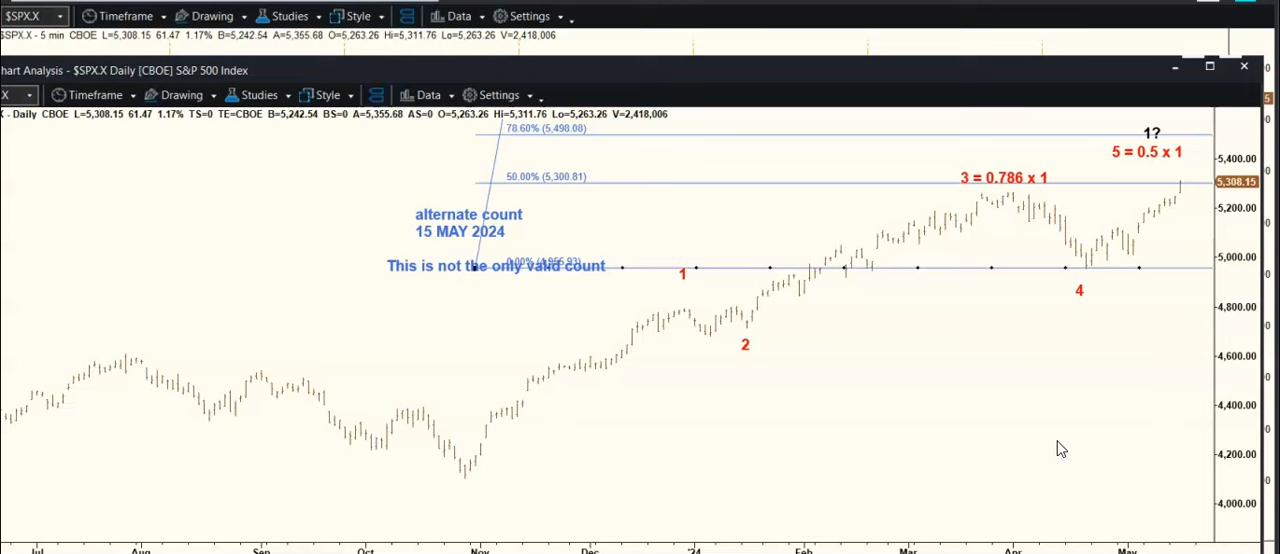 $SPX.X Timeframe Drawing Studies Style Data Settings
$SPX.X - 5 min CBOE L=5,308.15 61.47 1.17% B=5,242.54 A=5,355.68 O=5,263.26 Hi=5,311.76 Lo=5,263.26 V=2,418,006
hart Analysis - $SPX.X Daily [CBOE] S&P 500 Index
X Timeframe Drawing Studies Style Data Settings
X - Daily CBOE L=5,308.15 61.47 1.17% TS=0 TE=CBOE B=5,242.54 BS=0 A=5,355.68 AS=0 O=5,263.26 Hi=5,311.76 Lo=5,263.26 V=2,418,006
78.60% (5,498.08)
1?
5 = 0.5 x 1
5,400.00
50.00% (5,300.81)
3 = 0.786 x 1
5,308.15
alternate count
15 MAY 2024
5,200.00
This is not the only valid count
1
5,000.00
4
4,800.00
2
4,600.00
4,400.00
4,200.00
4,000.00
Jul Aug Sep Oct Nov Dec '24 Feb Mar Apr May